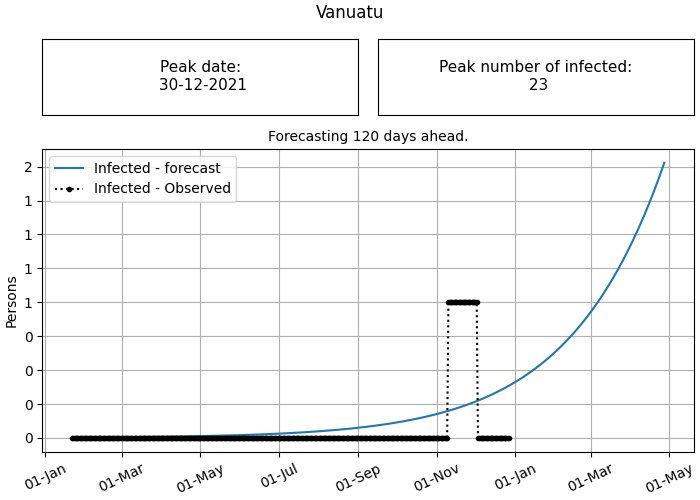 Vanuatu
Peak date:
30-12-2021
Peak number of infected:
23
Forecasting 120 days ahead.
Infected - forecast
Infected - Observed
Persons
2
1
1
1
1
0
0
0
0
01-Jan
01-Mar
01-May
01-Jul
01-Sep
01-Nov
01-Jan
01-Mar
01-May